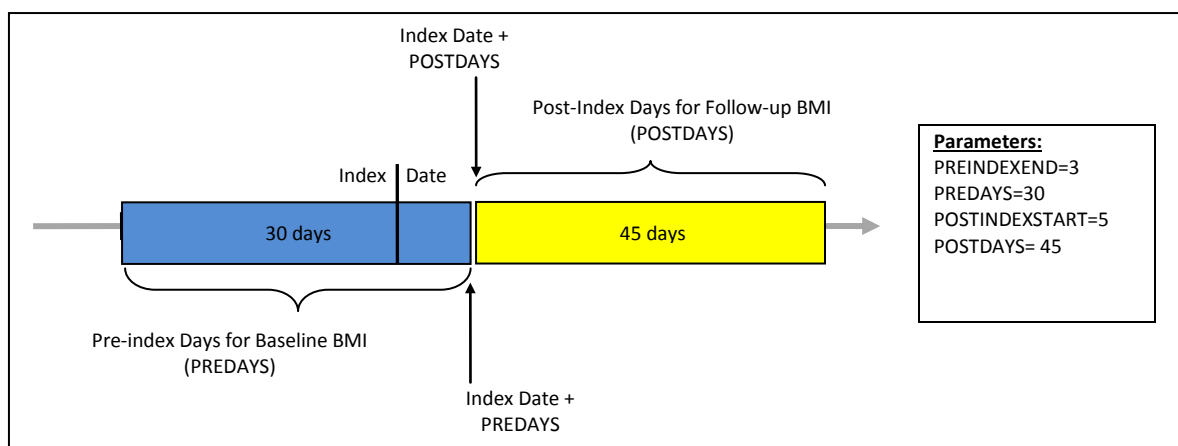 Index Date +
POSTDAYS
Post-Index Days for Follow-up BMI
(POSTDAYS)
Index Date
30 days
45 days
Pre-index Days for Baseline BMI
(PREDAYS)
Index Date +
PREDAYS
Parameters:
PREINDEXEND=3
PREDAYS=30
POSTINDEXSTART=5
POSTDAYS= 45